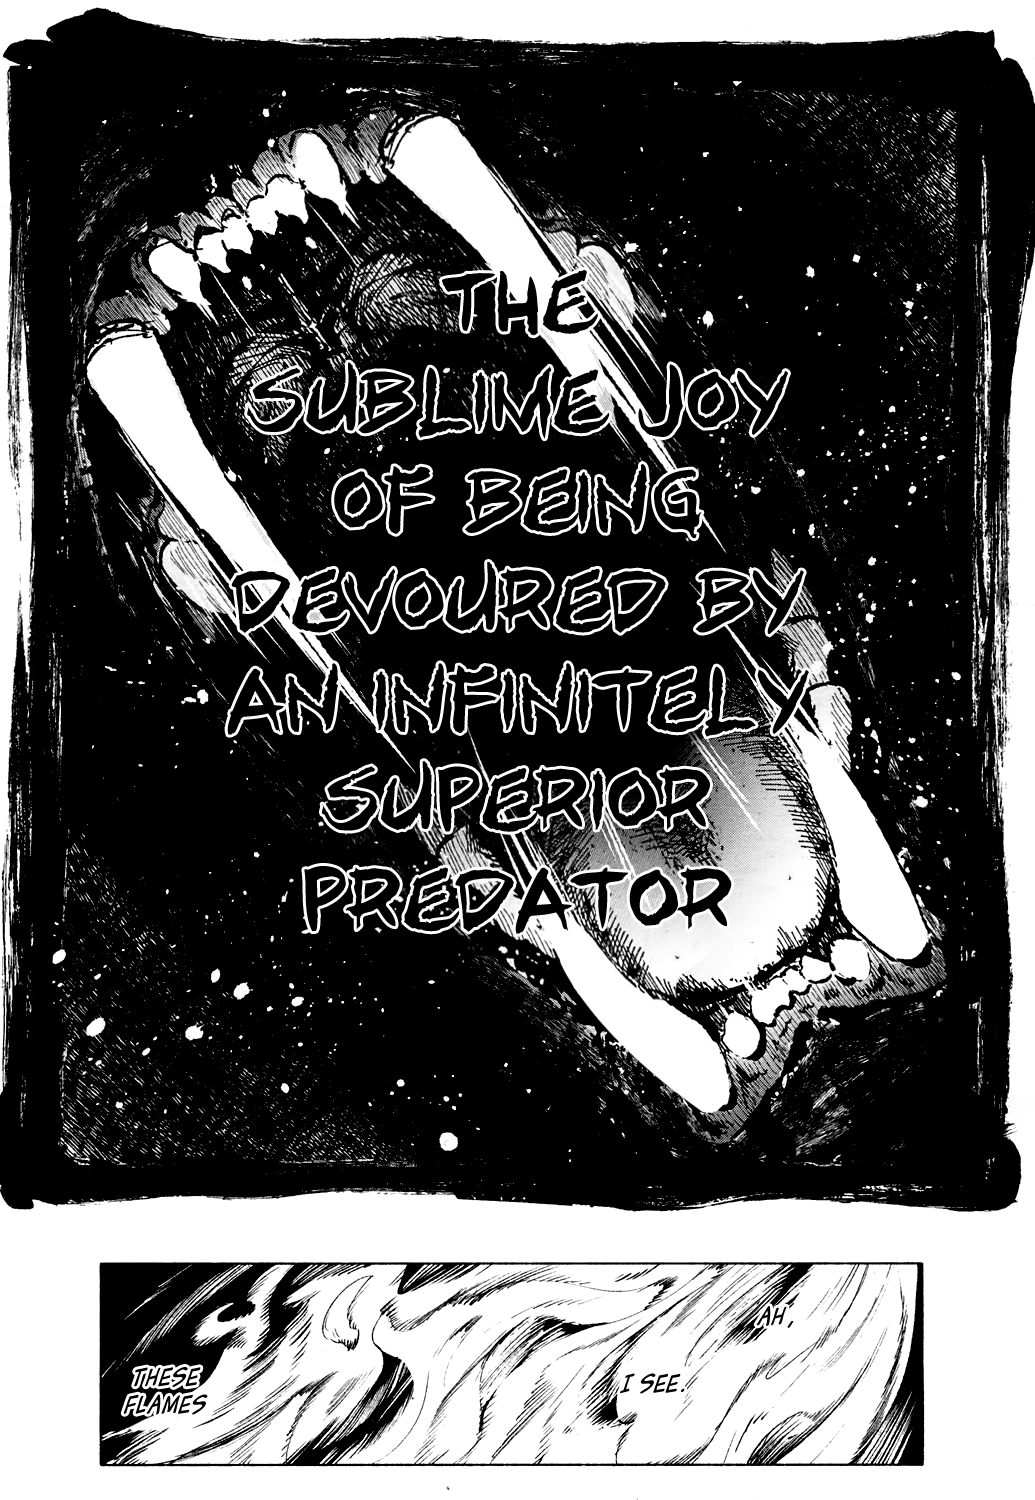 THE
SUBLIME JOY
OF BEING
DEVOURED BY
AN INFINITELY
SUPERIOR
PREDATOR
AH,
I SEE.
THESE
FLAMES